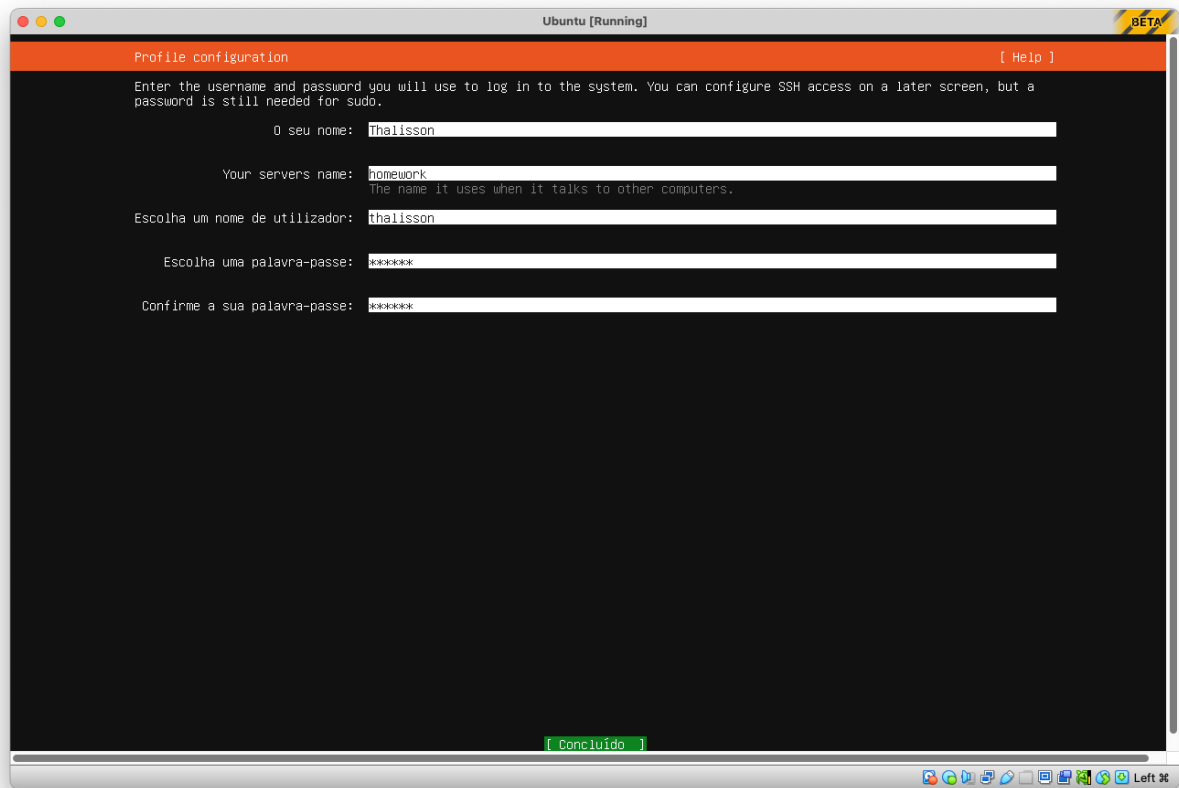 Ubuntu [Running]
BETA
Profile configuration [ Help ]
Enter the username and password you will use to log in to the system. You can configure SSH access on a later screen, but a
password is still needed for sudo.
O seu nome: Thalisson
Your servers name: homework
The name it uses when it talks to other computers.
Escolha um nome de utilizador: thalisson
Escolha uma palavra-passe: ******
Confirme a sua palavra-passe: ******
[ Concluído ]
Left ⌘